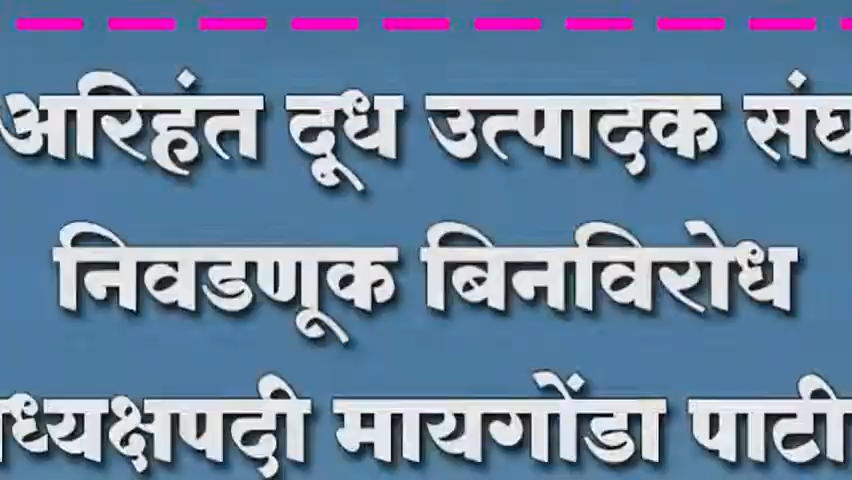 अरिहंत दूध उत्पादक संघ
निवडणूक बिनविरोध
ध्यक्षपदी मायगोंडा पाटी